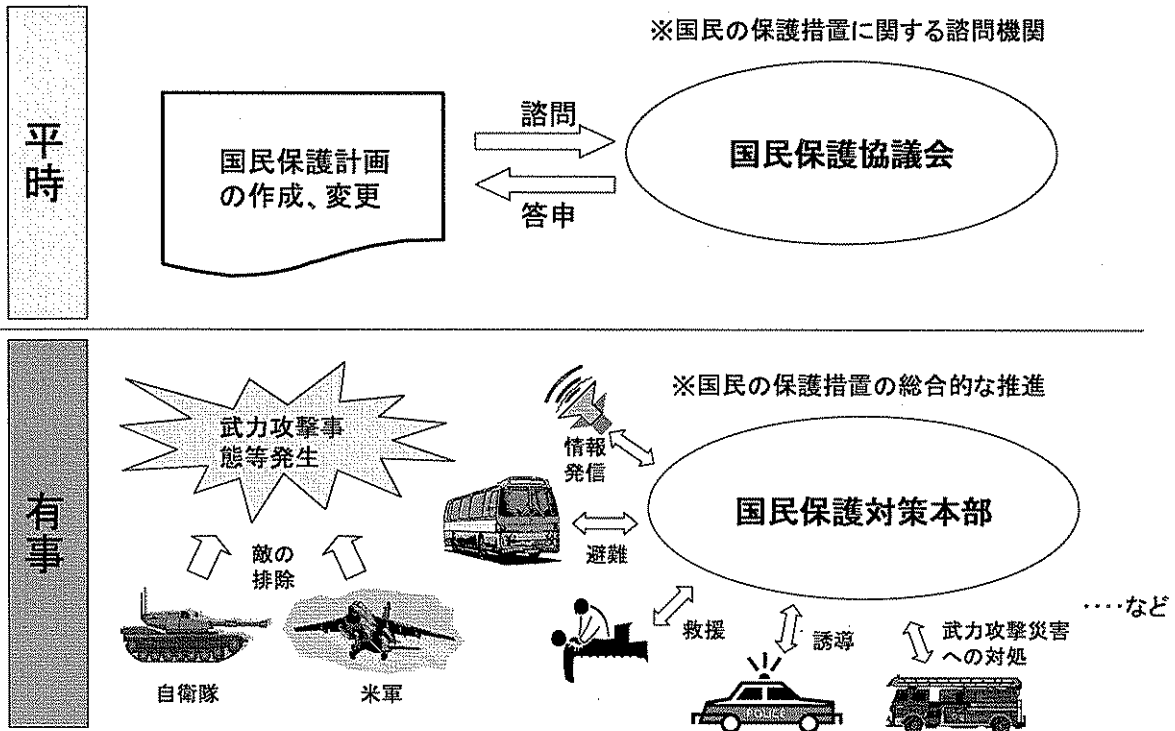 平時
※国民の保護措置に関する諮問機関
国民保護計画
の作成、変更
諮問
答申
国民保護協議会
有事
武力攻撃事
態等発生
敵の
排除
自衛隊
米軍
※国民の保護措置の総合的な推進
情報
発信
国民保護対策本部
避難
救援
誘導
武力攻撃災害
への対処
‥‥など
POLICE